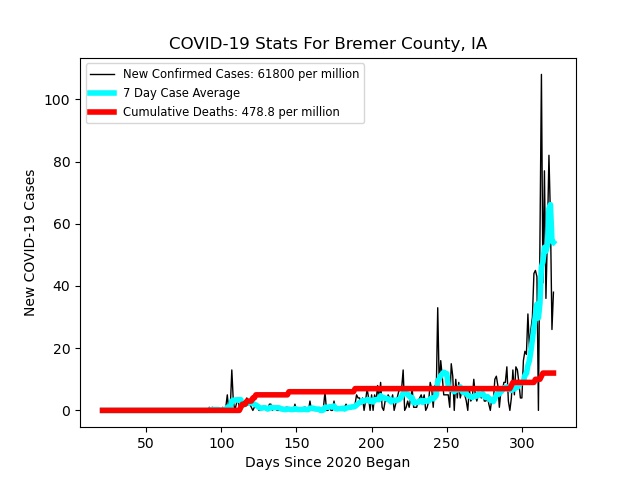 COVID-19 Stats For Bremer County, IA
New Confirmed Cases: 61800 per million
7 Day Case Average
Cumulative Deaths: 478.8 per million
New COVID-19 Cases
100
80
60
40
20
0
50
100
150
200
250
300
Days Since 2020 Began